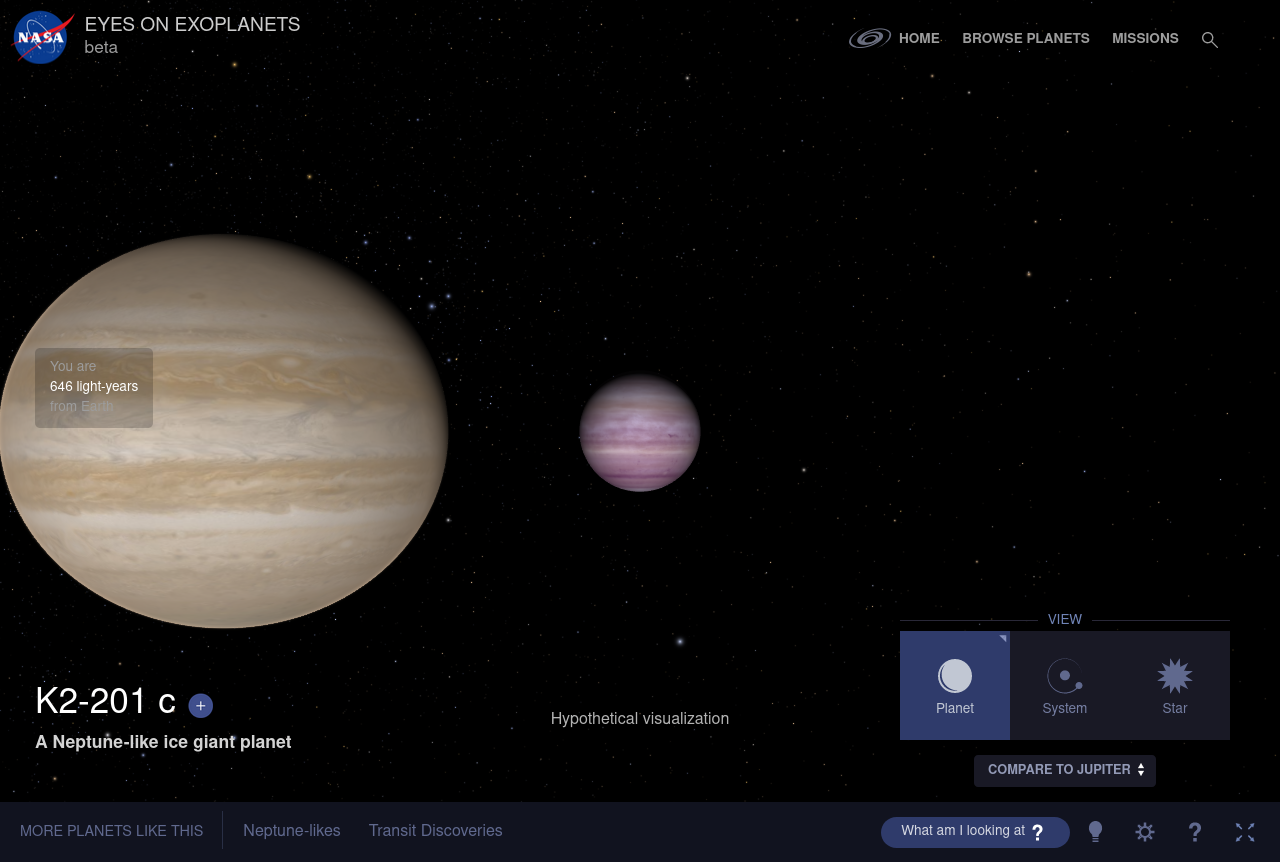 NASA
EYES ON EXOPLANETS
beta
HOME
BROWSE PLANETS
MISSIONS
You are
646 light-years
from Earth
K2-201 c +
A Neptune-like ice giant planet
Hypothetical visualization
VIEW
Planet
System
Star
COMPARE TO JUPITER
MORE PLANETS LIKE THIS
Neptune-likes
Transit Discoveries
What am I looking at ?
?